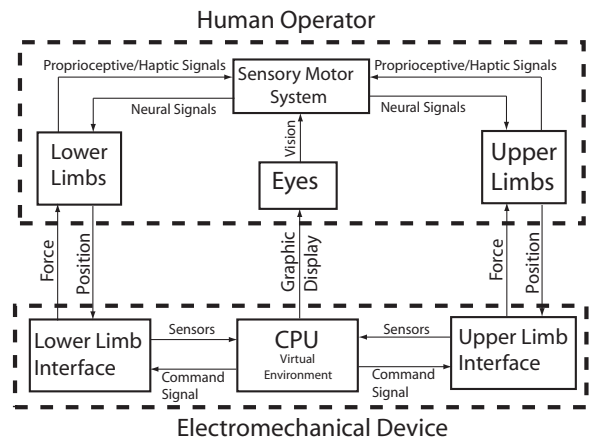 Human Operator
Proprioceptive/Haptic Signals
Proprioceptive/Haptic Signals
Sensory Motor
System
Neural Signals
Neural Signals
Vision
Lower
Limbs
Eyes
Upper
Limbs
Force
Position
Graphic
Display
Force
Position
Lower Limb
Interface
Sensors
Command
Signal
CPU
Virtual
Environment
Sensors
Command
Signal
Upper Limb
Interface
Electromechanical Device